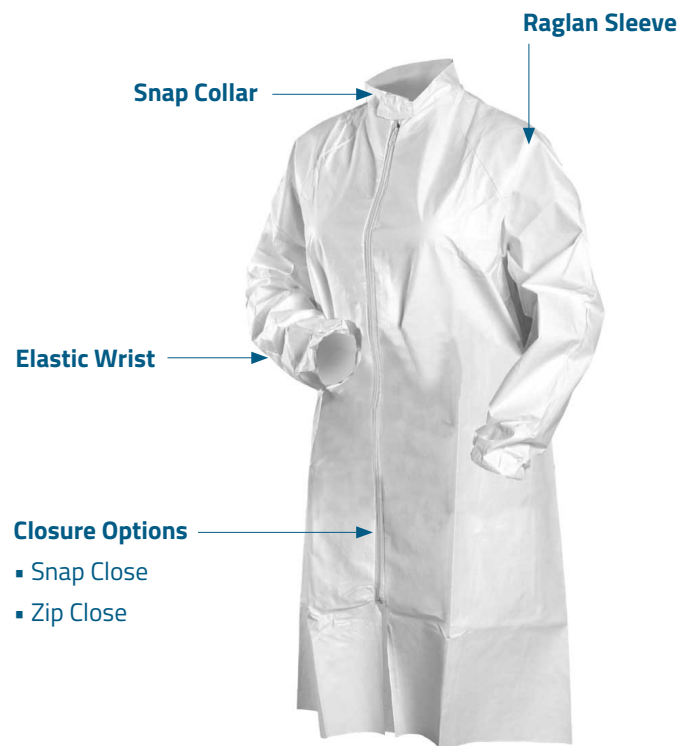 Raglan Sleeve
Snap Collar
Elastic Wrist
Closure Options
▪ Snap Close
▪ Zip Close